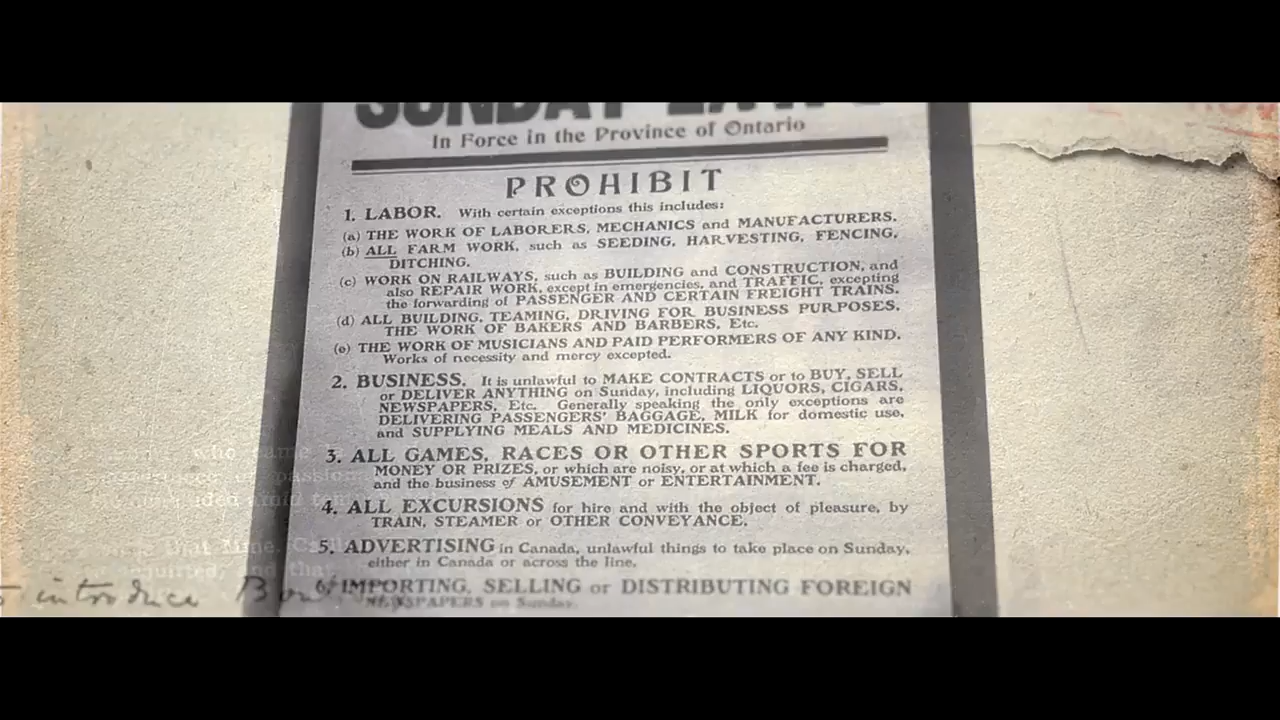 SUNDAY LAWS
In Force in the Province of Ontario
PROHIBIT
1. LABOR. With certain exceptions this includes:
(a) THE WORK OF LABORERS, MECHANICS and MANUFACTURERS.
(b) ALL FARM WORK, such as SEEDING, HARVESTING, FENCING,
DITCHING.
(c) WORK ON RAILWAYS, such as BUILDING and CONSTRUCTION, and
also REPAIR WORK, except in emergencies, and TRAFFIC, excepting
the forwarding of PASSENGER AND CERTAIN FREIGHT TRAINS.
(d) ALL BUILDING, TEAMING, DRIVING FOR BUSINESS PURPOSES.
THE WORK OF BAKERS AND BARBERS, Etc.
(e) THE WORK OF MUSICIANS AND PAID PERFORMERS OF ANY KIND.
Works of necessity and mercy excepted.
2. BUSINESS. It is unlawful to MAKE CONTRACTS or to BUY, SELL
or DELIVER ANYTHING on Sunday, including LIQUORS, CIGARS,
NEWSPAPERS, Etc. Generally speaking the only exceptions are
DELIVERING PASSENGERS' BAGGAGE, MILK for domestic use,
and SUPPLYING MEALS AND MEDICINES.
3. ALL GAMES, RACES OR OTHER SPORTS FOR
MONEY OR PRIZES, or which are noisy, or at which a fee is charged,
and the business of AMUSEMENT or ENTERTAINMENT.
4. ALL EXCURSIONS for hire and with the object of pleasure, by
TRAIN, STEAMER or OTHER CONVEYANCE.
5. ADVERTISING in Canada, unlawful things to take place on Sunday,
either in Canada or across the line.
6. IMPORTING, SELLING or DISTRIBUTING FOREIGN
NEWSPAPERS on Sunday.
who came
passion
that
introduce